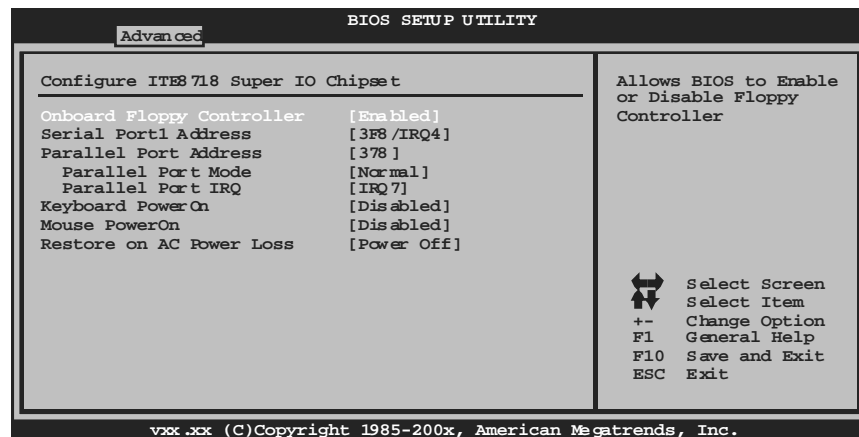 BIOS SETUP UTILITY
Advanced
Configure ITE8718 Super IO Chipset
Onboard Floppy Controller [Enabled]
Serial Port1 Address [3F8/IRQ4]
Parallel Port Address [378]
Parallel Port Mode [Normal]
Parallel Port IRQ [IRQ7]
Keyboard PowerOn [Disabled]
Mouse PowerOn [Disabled]
Restore on AC Power Loss [Power Off]
Allows BIOS to Enable
or Disable Floppy
Controller
Select Screen
Select Item
+- Change Option
F1 General Help
F10 Save and Exit
ESC Exit
vxx.xx (C)Copyright 1985-200x, American Megatrends, Inc.